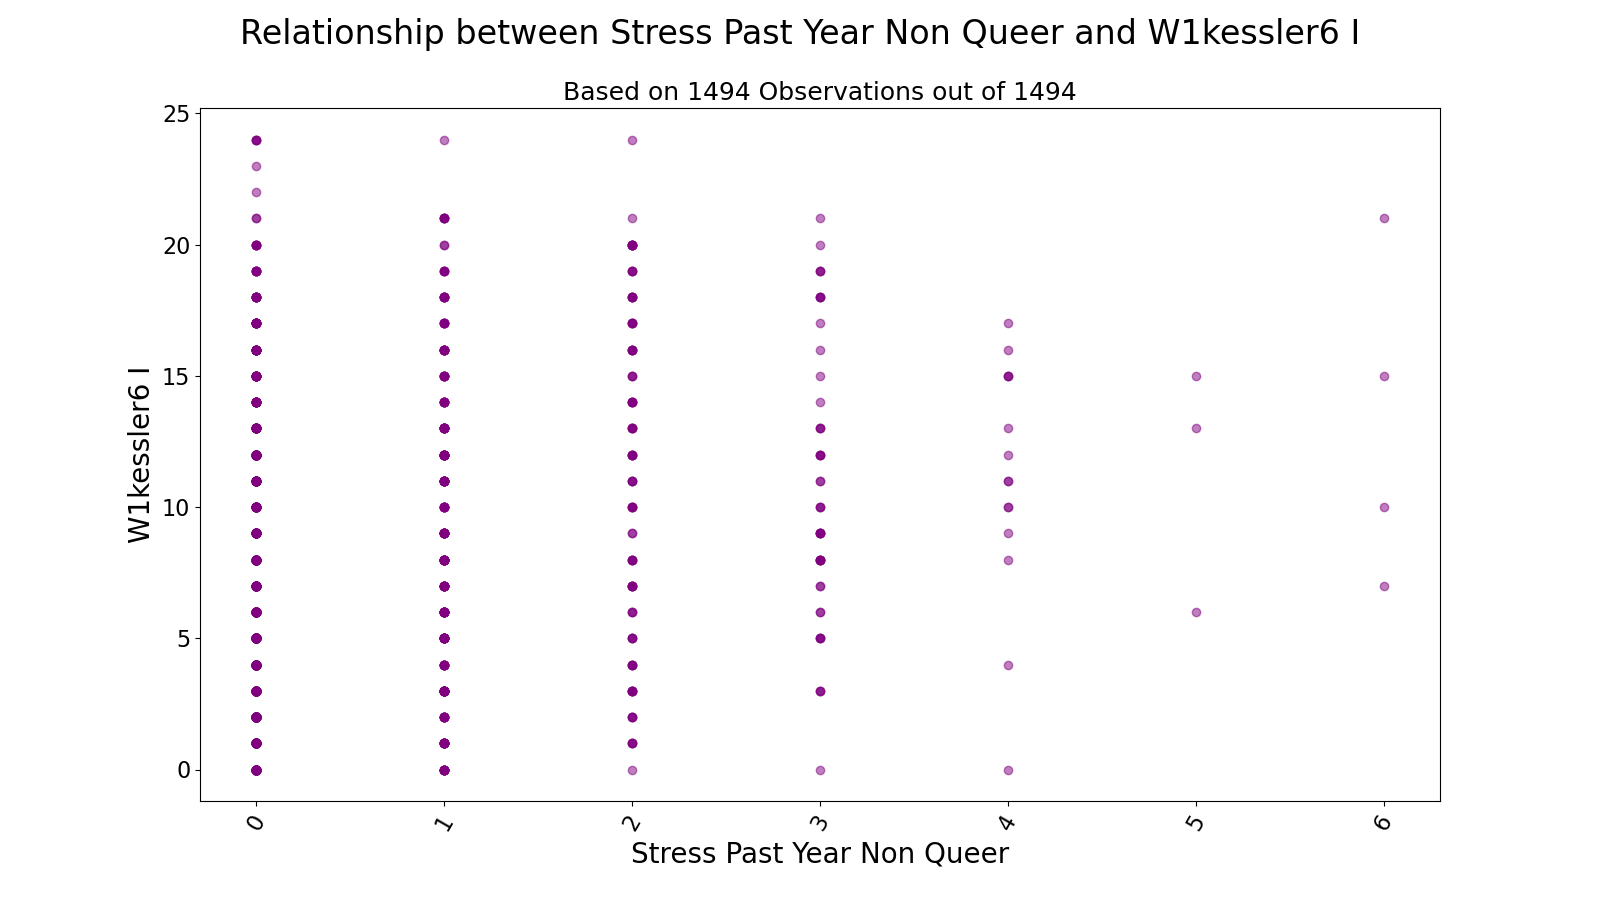 Relationship between Stress Past Year Non Queer and W1kessler6 I
Based on 1494 Observations out of 1494
25
20
15
10
5
0
W1kessler6 I
0 1 2 3 4 5 6
Stress Past Year Non Queer